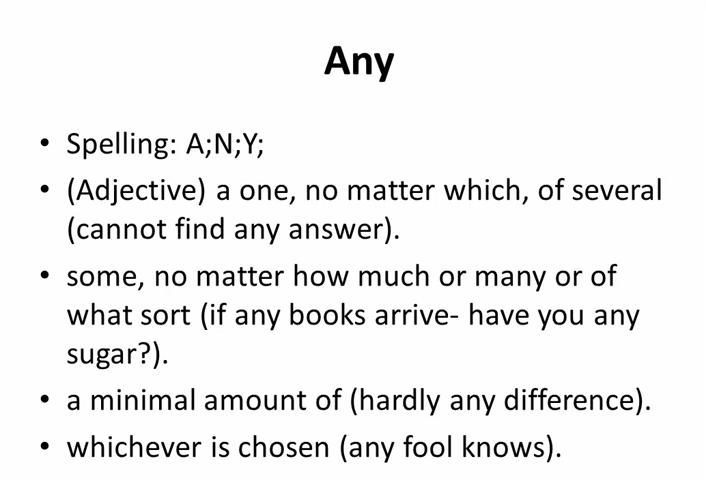 Any
• Spelling: A;N;Y;
• (Adjective) a one, no matter which, of several
(cannot find any answer).
• some, no matter how much or many or of
what sort (if any books arrive- have you any
sugar?).
• a minimal amount of (hardly any difference).
• whichever is chosen (any fool knows).